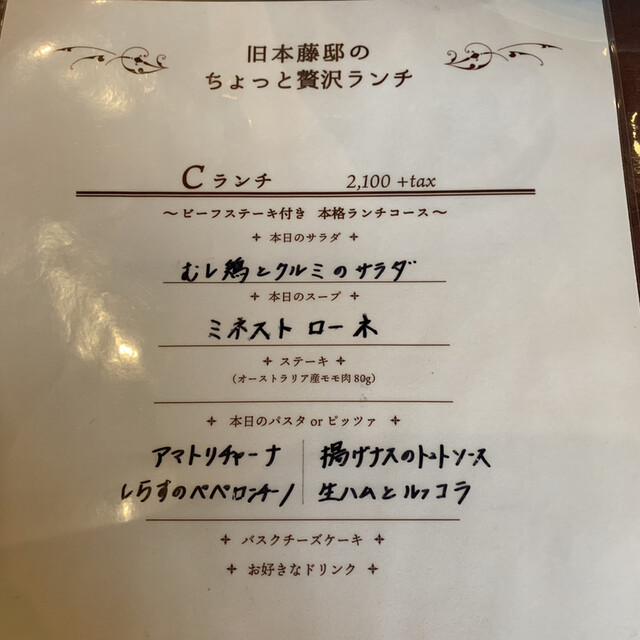 旧本藤邸の
ちょっと贅沢ランチ
C ランチ 2,100 +tax
～ビーフステーキ付き 本格ランチコース～
本日のサラダ
むし鶏とクルミのサラダ
本日のスープ
ミネストローネ
ステーキ
(オーストラリア産モモ肉 80g)
本日のパスタ or ピッツァ
アマトリチャーナ 揚げナスのトマトソース
しらすのペペロンチーノ 生ハムとルッコラ
バスクチーズケーキ
お好きなドリンク